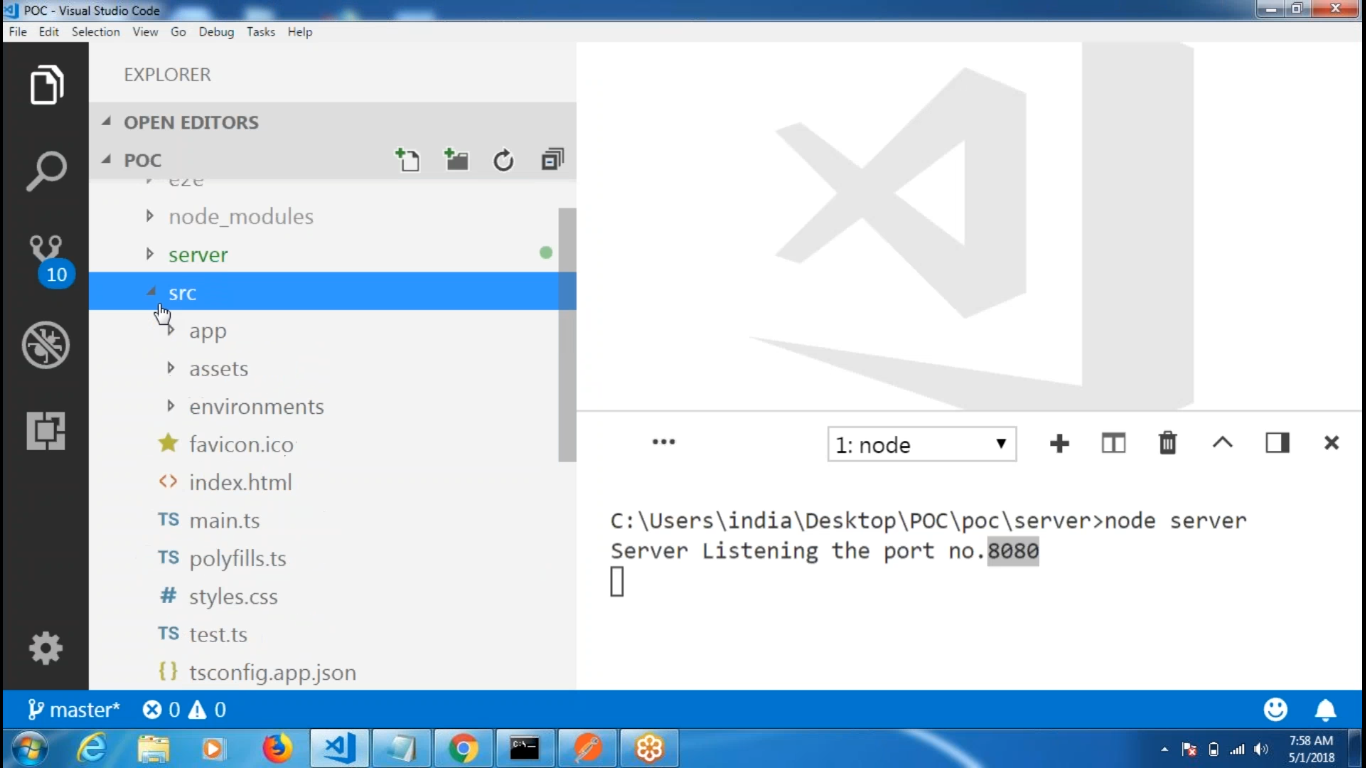 POC - Visual Studio Code
File Edit Selection View Go Debug Tasks Help
EXPLORER
OPEN EDITORS
POC
e2e
node_modules
server
src
app
assets
environments
favicon.ico
<> index.html
TS main.ts
TS polyfills.ts
# styles.css
TS test.ts
{} tsconfig.app.json
10
••• 1: node
C:\Users\india\Desktop\POC\poc\server>node server
Server Listening the port no.8080
master* 0 0
C:\
7:58 AM
5/1/2018